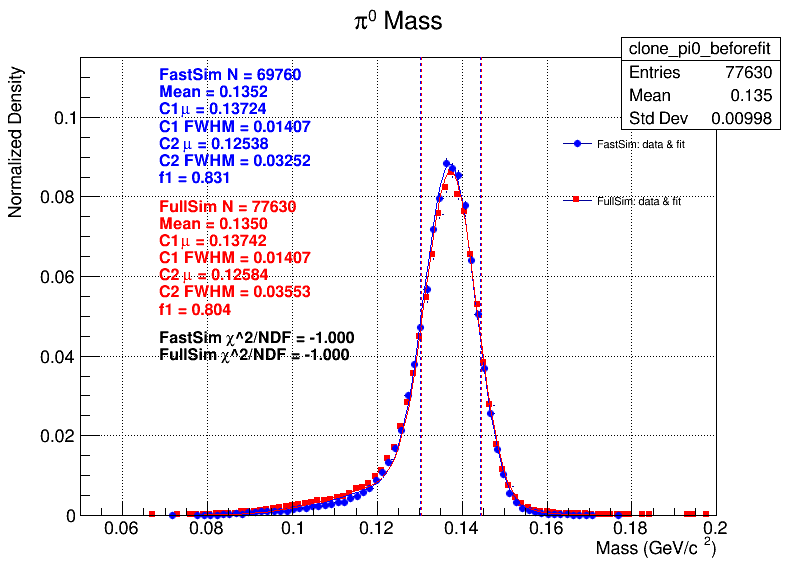 π⁰ Mass
clone_pi0_beforefit
Entries 77630
Mean 0.135
Std Dev 0.00998
Normalized Density
FastSim N = 69760
Mean = 0.1352
C1 μ = 0.13724
C1 FWHM = 0.01407
C2 μ = 0.12538
C2 FWHM = 0.03252
f1 = 0.831
FullSim N = 77630
Mean = 0.1350
C1 μ = 0.13742
C1 FWHM = 0.01407
C2 μ = 0.12584
C2 FWHM = 0.03553
f1 = 0.804
FastSim χ^2/NDF = -1.000
FullSim χ^2/NDF = -1.000
FastSim: data & fit
FullSim: data & fit
0.1
0.08
0.06
0.04
0.02
0
0.06 0.08 0.1 0.12 0.14 0.16 0.18 0.2
Mass (GeV/c ²)